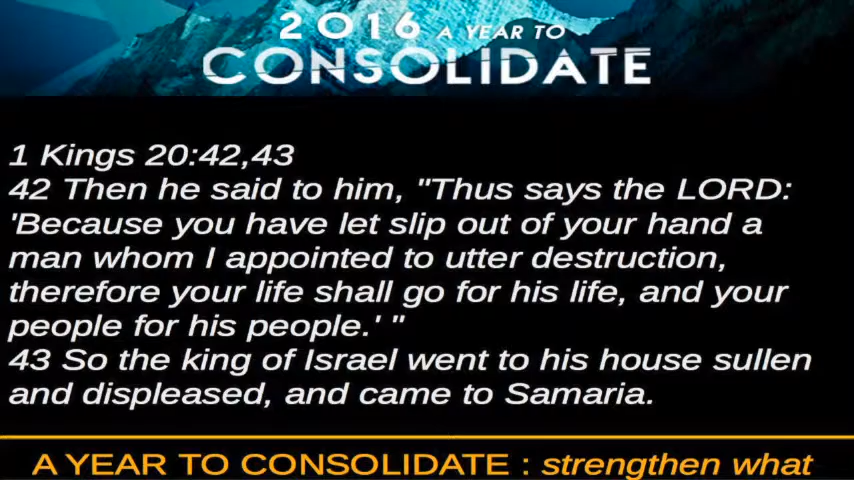 2016 A YEAR TO
CONSOLIDATE
1 Kings 20:42,43
42 Then he said to him, "Thus says the LORD:
'Because you have let slip out of your hand a
man whom I appointed to utter destruction,
therefore your life shall go for his life, and your
people for his people.' "
43 So the king of Israel went to his house sullen
and displeased, and came to Samaria.
A YEAR TO CONSOLIDATE : strengthen what